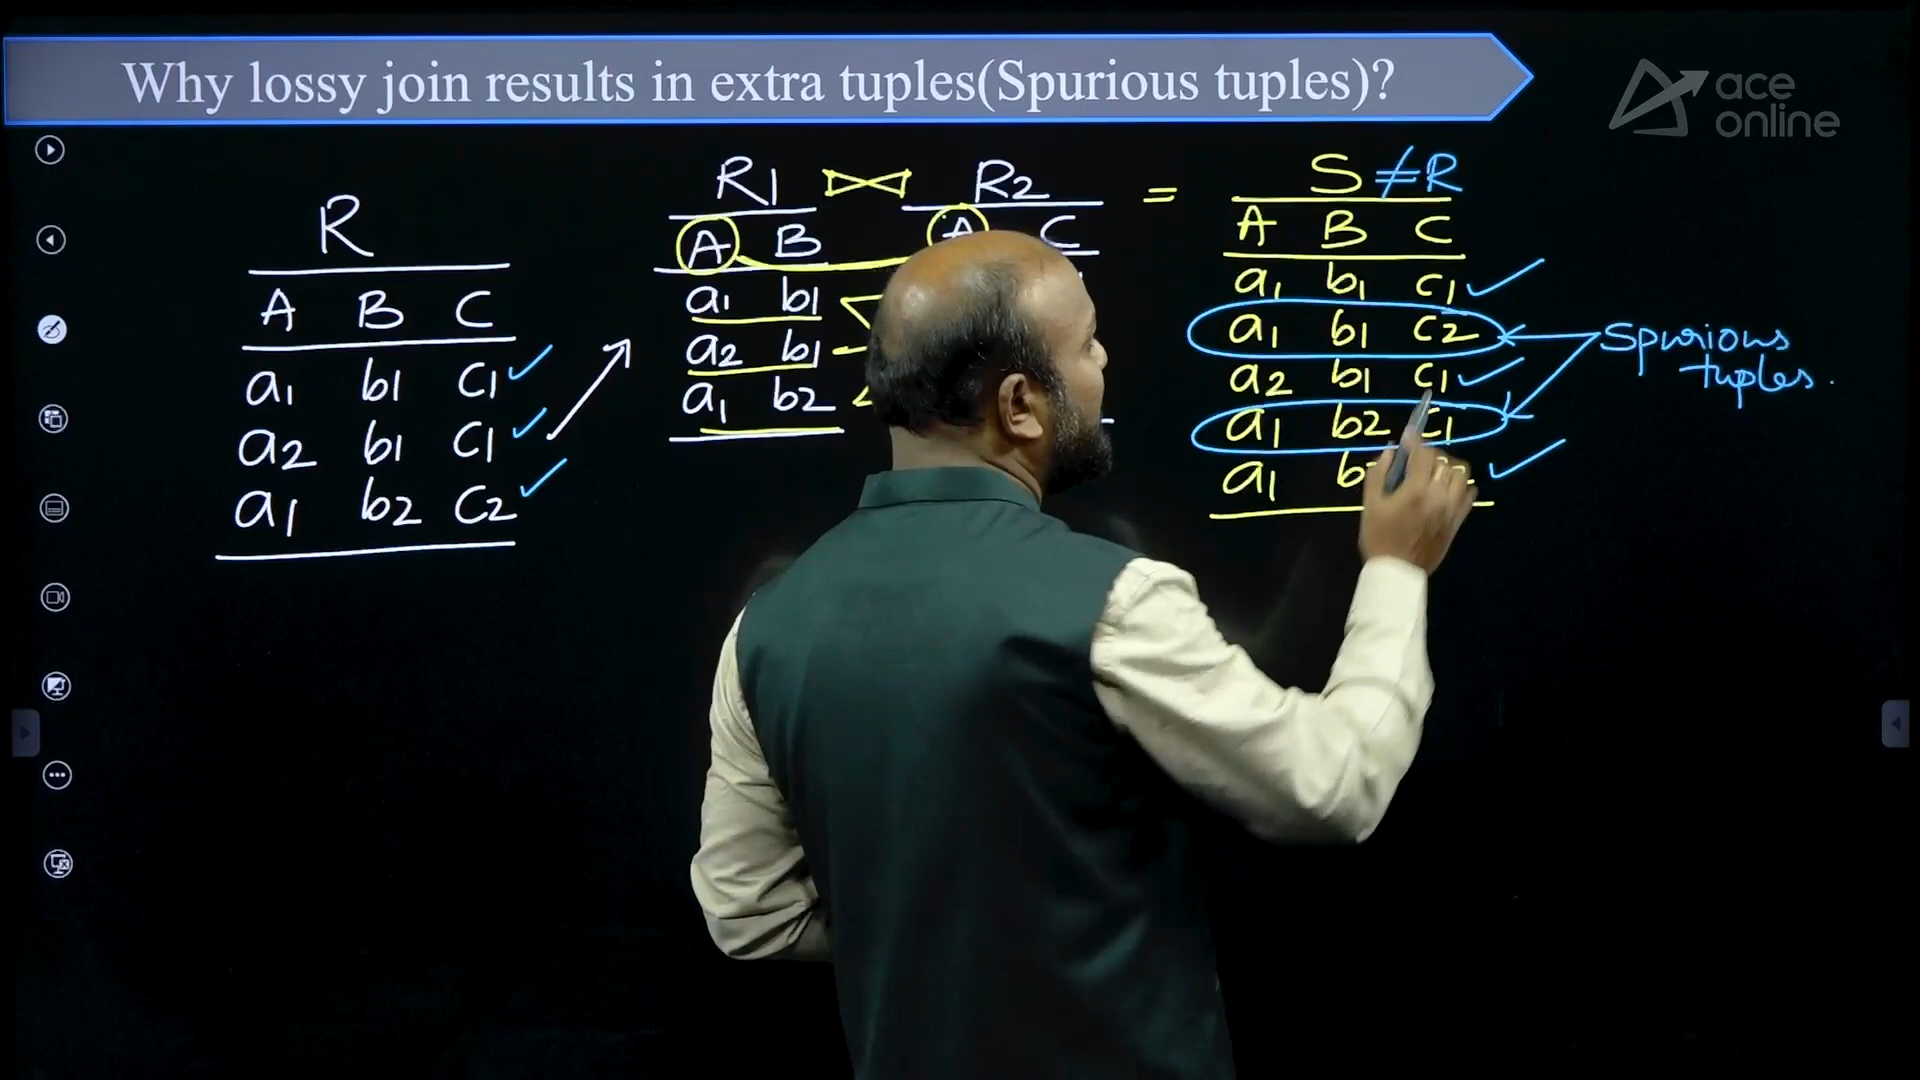 Why lossy join results in extra tuples(Spurious tuples)?
ace
online
R
A B C
a1 b1 c1
a2 b1 c1
a1 b2 c2
R1 ⋈ R2 = S ≠ R
A B
a1 b1
a2 b1
a1 b2
A C
A B C
a1 b1 c1
a1 b1 c2
a2 b1 c1
a1 b2 c1
a1
Spurious
tuples.